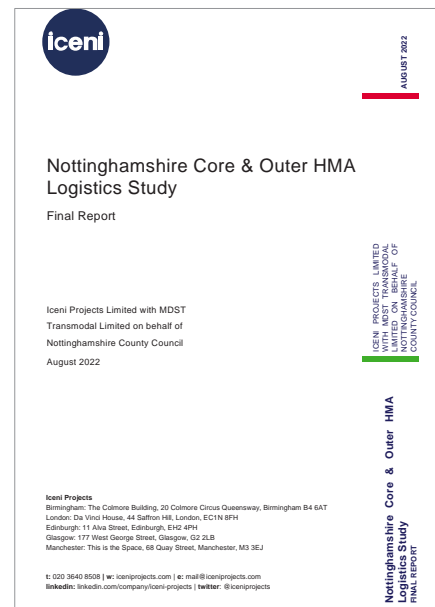 iceni
AUGUST 2022
Nottinghamshire Core & Outer HMA
Logistics Study
Final Report
ICENI PROJECTS LIMITED
WITH MDST TRANSMODAL
LIMITED ON BEHALF OF
NOTTINGHAMSHIRE
COUNTY COUNCIL
Iceni Projects Limited with MDST
Transmodal Limited on behalf of
Nottinghamshire County Council
August 2022
Nottinghamshire Core & Outer HMA
Logistics Study
FINAL REPORT
Iceni Projects
Birmingham: The Colmore Building, 20 Colmore Circus Queensway, Birmingham B4 6AT
London: Da Vinci House, 44 Saffron Hill, London, EC1N 8FH
Edinburgh: 11 Alva Street, Edinburgh, EH2 4PH
Glasgow: 177 West George Street, Glasgow, G2 2LB
Manchester: This is the Space, 68 Quay Street, Manchester, M3 3EJ
t: 020 3640 8508 | w: iceniprojects.com | e: mail@iceniprojects.com
linkedin: linkedin.com/company/iceni-projects | twitter: @iceniprojects